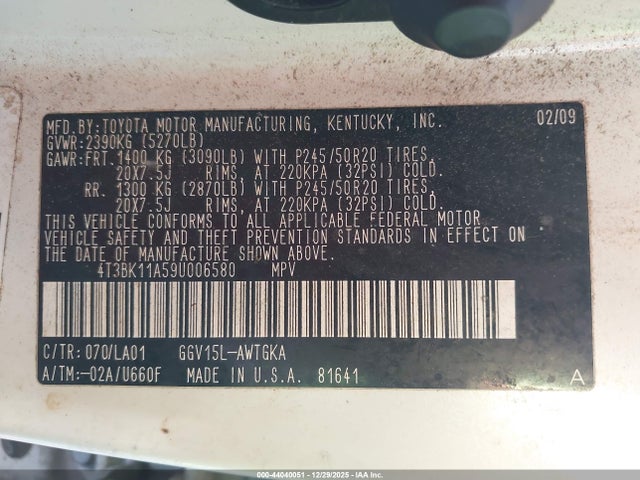 MFD.BY:TOYOTA MOTOR MANUFACTURING, KENTUCKY, INC. 02/09
GVWR:2390KG (5270LB)
GAWR:FRT. 1400 KG (3090LB) WITH P245/50R20 TIRES,
20X7.5J RIMS, AT 220KPA (32PSI) COLD.
RR. 1300 KG (2870LB) WITH P245/50R20 TIRES,
20X7.5J RIMS, AT 220KPA (32PSI) COLD.
THIS VEHICLE CONFORMS TO ALL APPLICABLE FEDERAL MOTOR
VEHICLE SAFETY AND THEFT PREVENTION STANDARDS IN EFFECT ON
THE DATE OF MANUFACTURE SHOWN ABOVE.
4T3BK11A59U006580 MPV
C/TR: 070/LA01 GGV15L-AWTGKA
A/TM:-02A/U660F MADE IN U.S.A. 81641 A
000-44040051 - 12/29/2025 - IAA Inc.